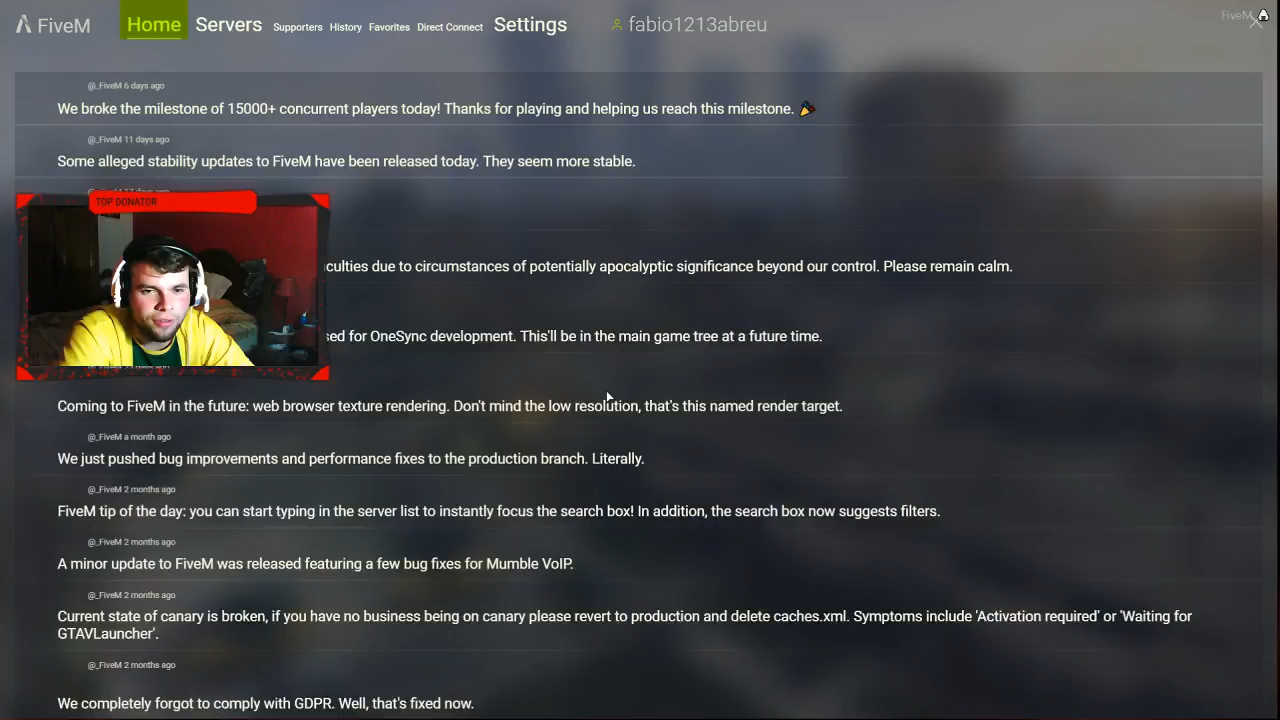 FiveM
Home Servers Supporters History Favorites Direct Connect Settings fabio1213abreu
FiveM
@_FiveM 6 days ago
We broke the milestone of 15000+ concurrent players today! Thanks for playing and helping us reach this milestone. 🎉
@_FiveM 11 days ago
Some alleged stability updates to FiveM have been released today. They seem more stable.
TOP DONATOR
due to circumstances of potentially apocalyptic significance beyond our control. Please remain calm.
for OneSync development. This'll be in the main game tree at a future time.
Coming to FiveM in the future: web browser texture rendering. Don't mind the low resolution, that's this named render target.
@_FiveM a month ago
We just pushed bug improvements and performance fixes to the production branch. Literally.
@_FiveM 2 months ago
FiveM tip of the day: you can start typing in the server list to instantly focus the search box! In addition, the search box now suggests filters.
@_FiveM 2 months ago
A minor update to FiveM was released featuring a few bug fixes for Mumble VoIP.
@_FiveM 2 months ago
Current state of canary is broken, if you have no business being on canary please revert to production and delete caches.xml. Symptoms include 'Activation required' or 'Waiting for
GTAVLauncher'.
@_FiveM 2 months ago
We completely forgot to comply with GDPR. Well, that's fixed now.